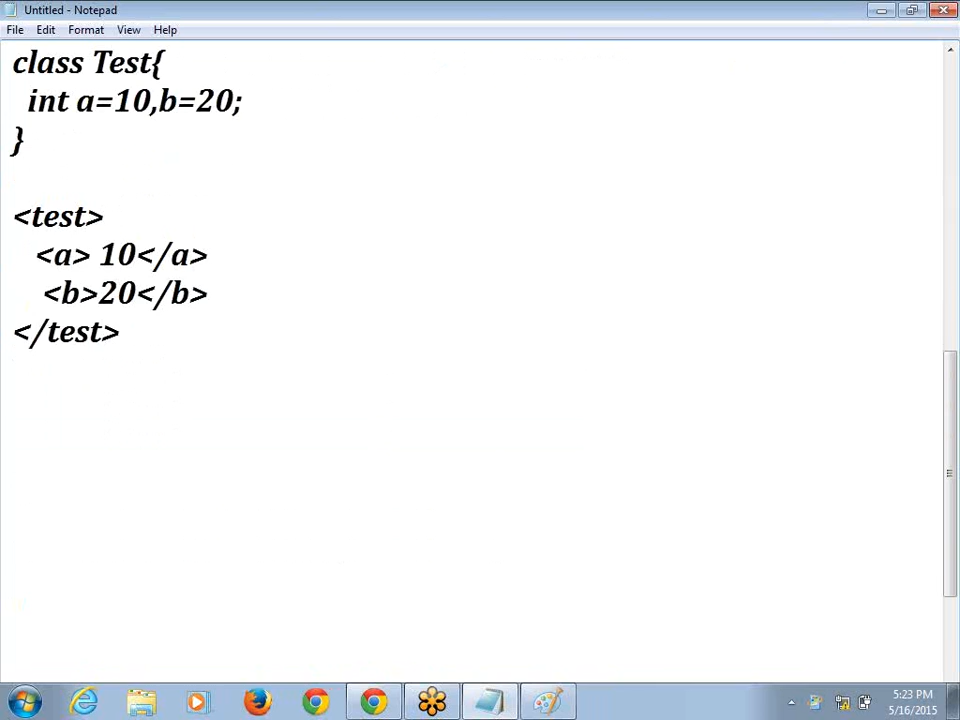 Untitled - Notepad
File Edit Format View Help
class Test{
int a=10,b=20;
}
<test>
<a> 10</a>
<b>20</b>
</test>
5:23 PM
5/16/2015